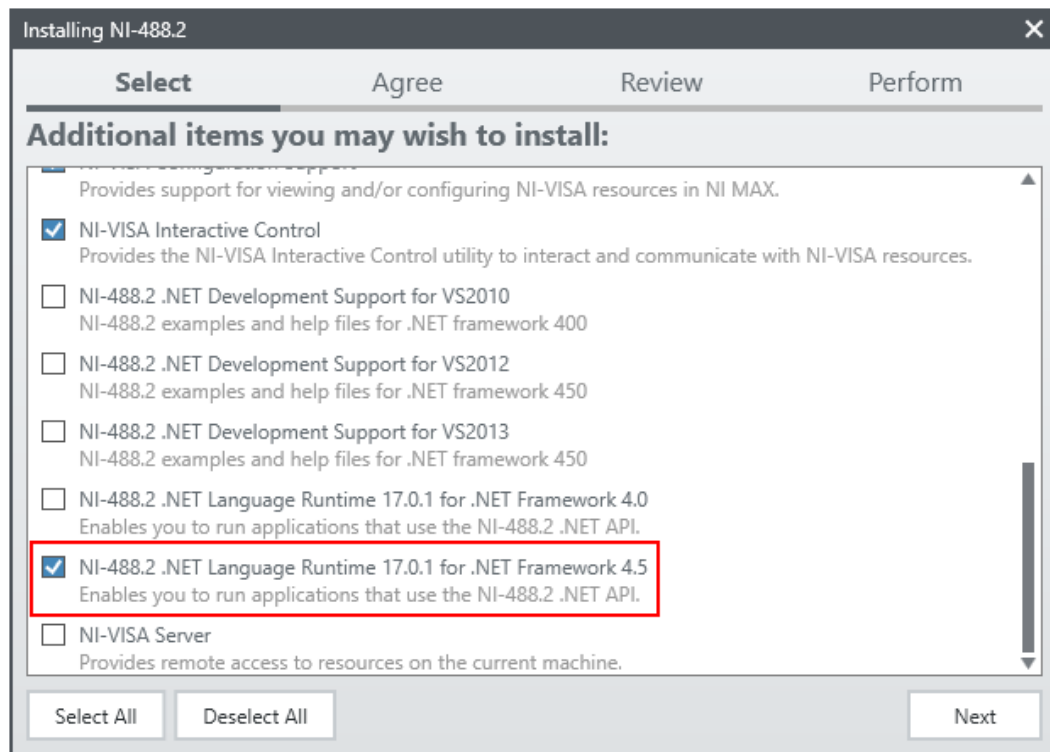 Installing NI-488.2
Select Agree Review Perform
Additional items you may wish to install:
NI-VISA Configuration Support
Provides support for viewing and/or configuring NI-VISA resources in NI MAX.
NI-VISA Interactive Control
Provides the NI-VISA Interactive Control utility to interact and communicate with NI-VISA resources.
NI-488.2 .NET Development Support for VS2010
NI-488.2 examples and help files for .NET framework 400
NI-488.2 .NET Development Support for VS2012
NI-488.2 examples and help files for .NET framework 450
NI-488.2 .NET Development Support for VS2013
NI-488.2 examples and help files for .NET framework 450
NI-488.2 .NET Language Runtime 17.0.1 for .NET Framework 4.0
Enables you to run applications that use the NI-488.2 .NET API.
NI-488.2 .NET Language Runtime 17.0.1 for .NET Framework 4.5
Enables you to run applications that use the NI-488.2 .NET API.
NI-VISA Server
Provides remote access to resources on the current machine.
Select All Deselect All Next